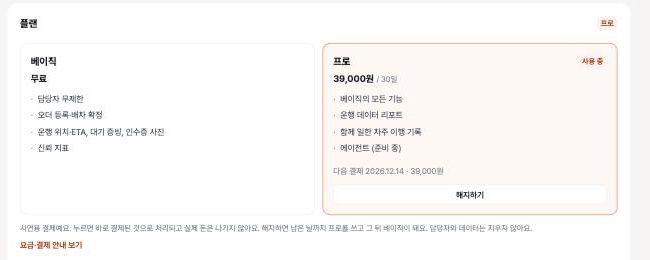 플랜
프로
베이직
무료
· 담당자 무제한
· 오더 등록·배차 확정
· 운행 위치·ETA, 대기 증빙, 인수증 사진
· 신뢰 지표
프로
사용 중
39,000원 / 30일
· 베이직의 모든 기능
· 운행 데이터 리포트
· 함께 일한 차주 이행 기록
· 에이전트 (준비 중)
다음 결제 2026.12.14 · 39,000원
해지하기
시연용 결제예요. 누르면 바로 결제된 것으로 처리되고 실제 돈은 나가지 않아요. 해지하면 남은 날까지 프로를 쓰고 그 뒤 베이직이 돼요. 담당자와 데이터는 지우지 않아요.
요금·결제 안내 보기